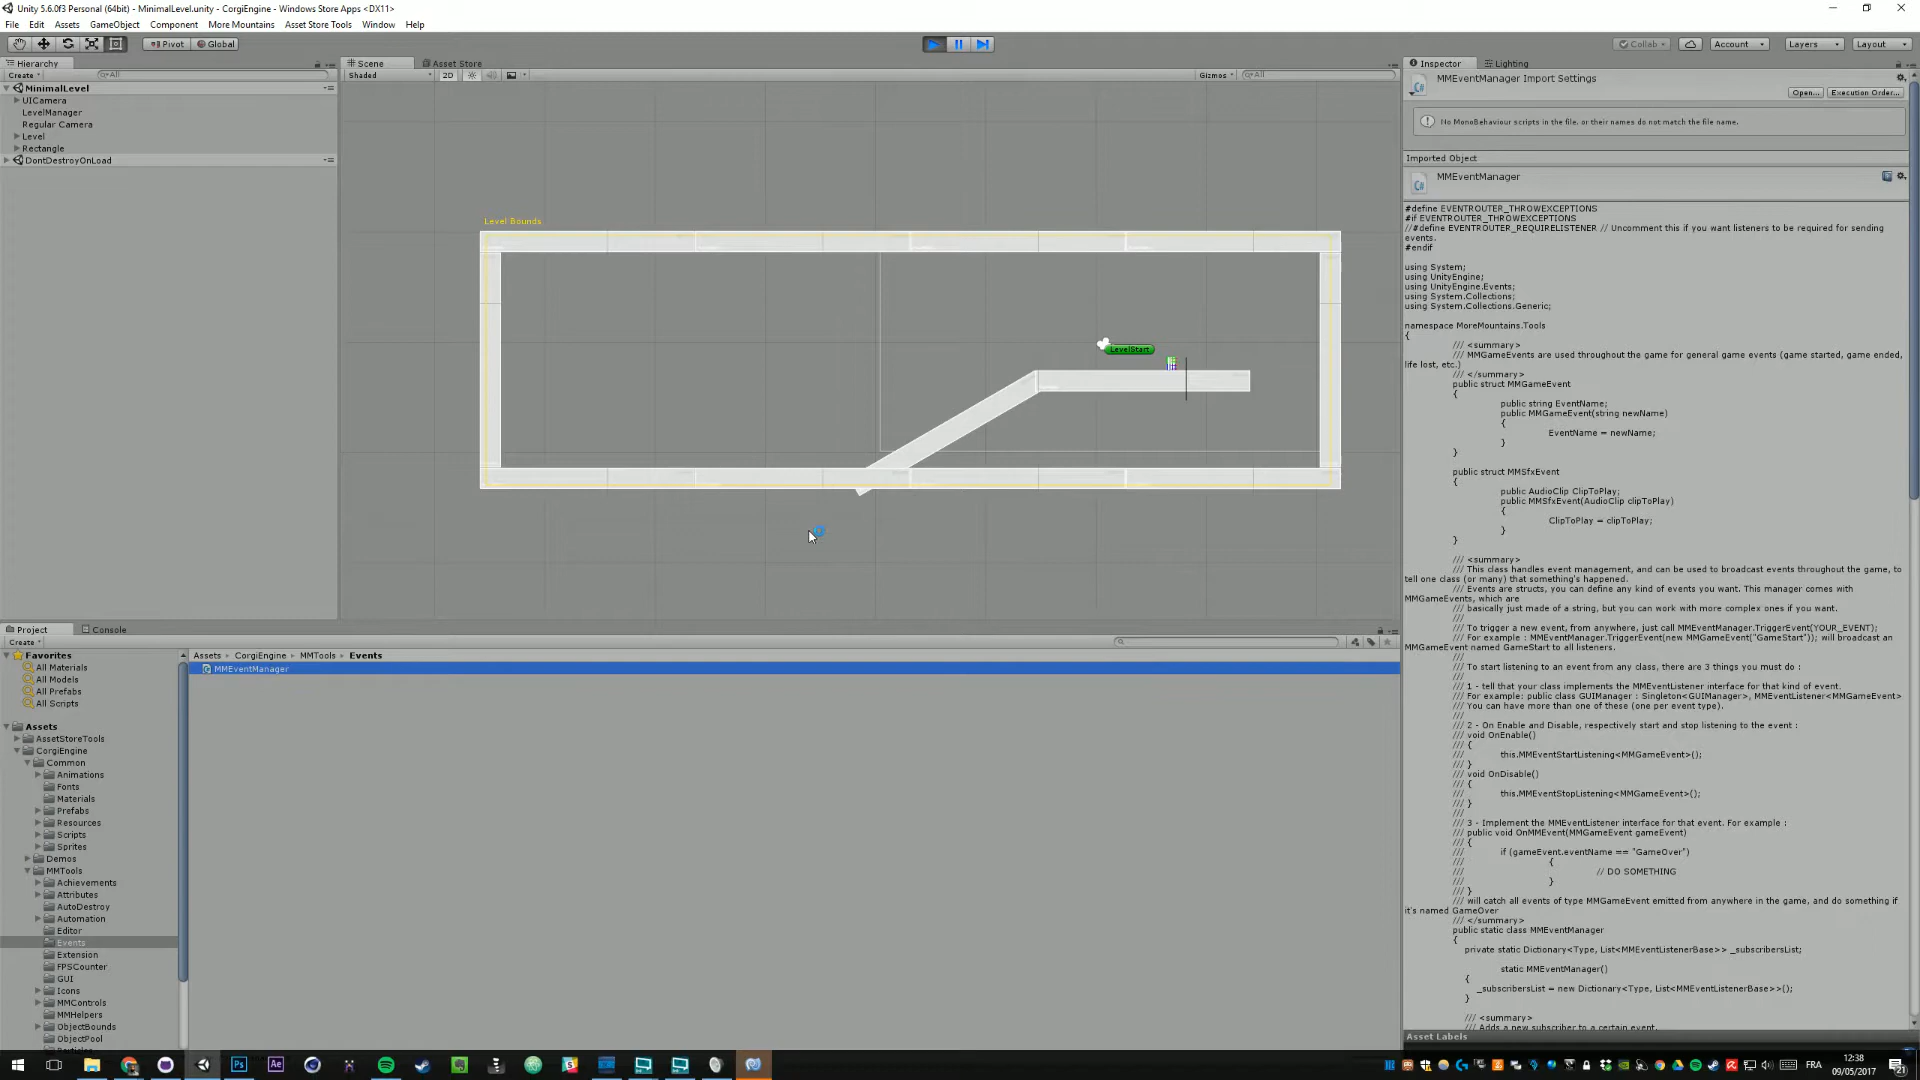 Unity 5.6.0f3 Personal (64bit) - MinimalLevel.unity - CorgiEngine - Windows Store Apps <DX11>
File Edit Assets GameObject Component More Mountains Asset Store Tools Window Help
Pivot Global
Collab Account Layers Layout
Hierarchy
Create All
MinimalLevel
UICamera
LevelManager
Regular Camera
Level
Rectangle
DontDestroyOnLoad
Scene Asset Store
Shaded 2D Gizmos All
Level Bounds
LevelStart
Project Console
Create
Favorites
All Materials
All Models
All Prefabs
All Scripts
Assets
AssetStoreTools
CorgiEngine
Common
Animations
Fonts
Materials
Prefabs
Resources
Scripts
Sprites
Demos
MMTools
Achievements
Attributes
AutoDestroy
Automation
Editor
Events
Extension
FPSCounter
GUI
Icons
MMControls
MMHelpers
ObjectBounds
ObjectPool
Assets CorgiEngine MMTools Events
MMEventManager
Inspector Lighting
MMEventManager Import Settings
Open... Execution Order...
No MonoBehaviour scripts in the file, or their names do not match the file name.
Imported Object
MMEventManager
#define EVENTROUTER_THROWEXCEPTIONS
#if EVENTROUTER_THROWEXCEPTIONS
//#define EVENTROUTER_REQUIRELISTENER // Uncomment this if you want listeners to be required for sending
events.
#endif
using System;
using UnityEngine;
using UnityEngine.Events;
using System.Collections;
using System.Collections.Generic;
namespace MoreMountains.Tools
{
/// <summary>
/// MMGameEvents are used throughout the game for general game events (game started, game ended,
life lost, etc.)
/// </summary>
public struct MMGameEvent
{
public string EventName;
public MMGameEvent(string newName)
{
EventName = newName;
}
}
public struct MMSfxEvent
{
public AudioClip ClipToPlay;
public MMSfxEvent(AudioClip clipToPlay)
{
ClipToPlay = clipToPlay;
}
}
/// <summary>
/// This class handles event management, and can be used to broadcast events throughout the game, to
tell one class (or many) that something's happened.
/// Events are structs, you can define any kind of events you want. This manager comes with
MMGameEvents, which are
/// basically just made of a string, but you can work with more complex ones if you want.
///
/// To trigger a new event, from anywhere, just call MMEventManager.TriggerEvent(YOUR_EVENT);
/// For example : MMEventManager.TriggerEvent(new MMGameEvent("GameStart")); will broadcast an
MMGameEvent named GameStart to all listeners.
///
/// To start listening to an event from any class, there are 3 things you must do :
///
/// 1 - tell that your class implements the MMEventListener interface for that kind of event.
/// For example: public class GUIManager : Singleton<GUIManager>, MMEventListener<MMGameEvent>
/// You can have more than one of these (one per event type).
///
/// 2 - On Enable and Disable, respectively start and stop listening to the event :
/// void OnEnable()
/// {
/// this.MMEventStartListening<MMGameEvent>();
/// }
/// void OnDisable()
/// {
/// this.MMEventStopListening<MMGameEvent>();
/// }
///
/// 3 - Implement the MMEventListener interface for that event. For example :
/// public void OnMMEvent(MMGameEvent gameEvent)
/// {
/// if (gameEvent.eventName == "GameOver")
/// {
/// // DO SOMETHING
/// }
/// }
/// will catch all events of type MMGameEvent emitted from anywhere in the game, and do something if
it's named GameOver
/// </summary>
public static class MMEventManager
{
private static Dictionary<Type, List<MMEventListenerBase>> _subscribersList;
static MMEventManager()
{
_subscribersList = new Dictionary<Type, List<MMEventListenerBase>>();
}
/// <summary>
/// Adds a new subscriber to a certain event.
Asset Labels
Ps Ae
FRA
12:38
09/05/2017
21